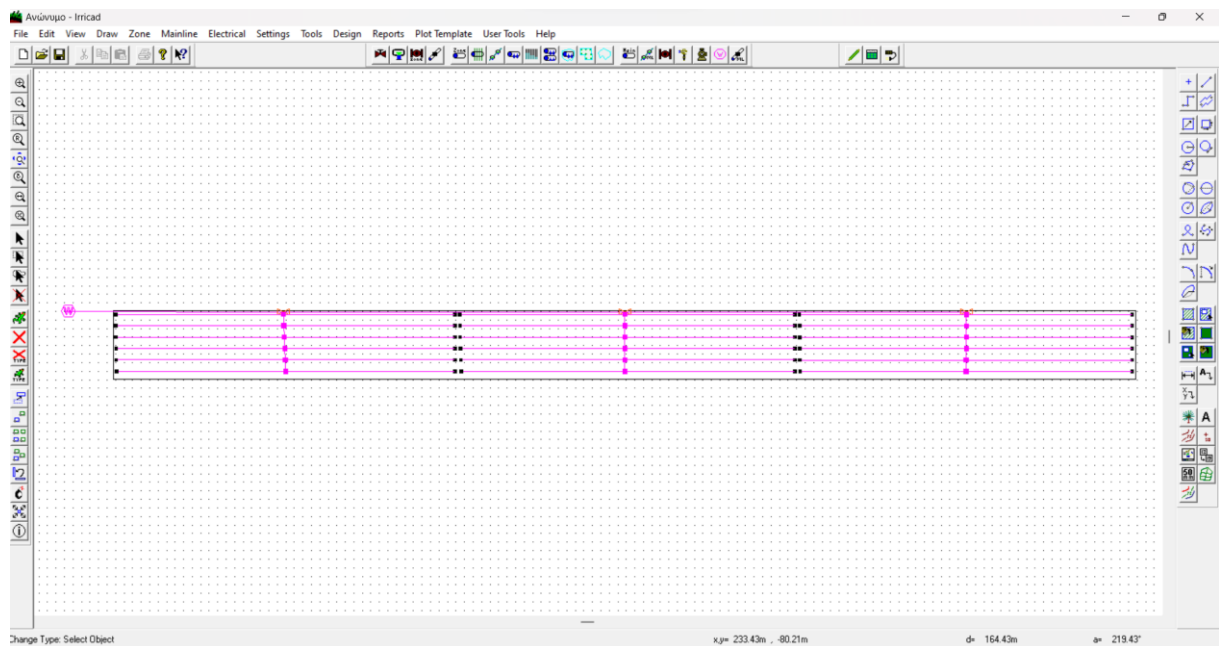 Ανώνυμο - Irricad
File Edit View Draw Zone Mainline Electrical Settings Tools Design Reports Plot Template User Tools Help
W
Change Type: Select Object x,y= 233.43m , -80.21m d= 164.43m a= 219.43°